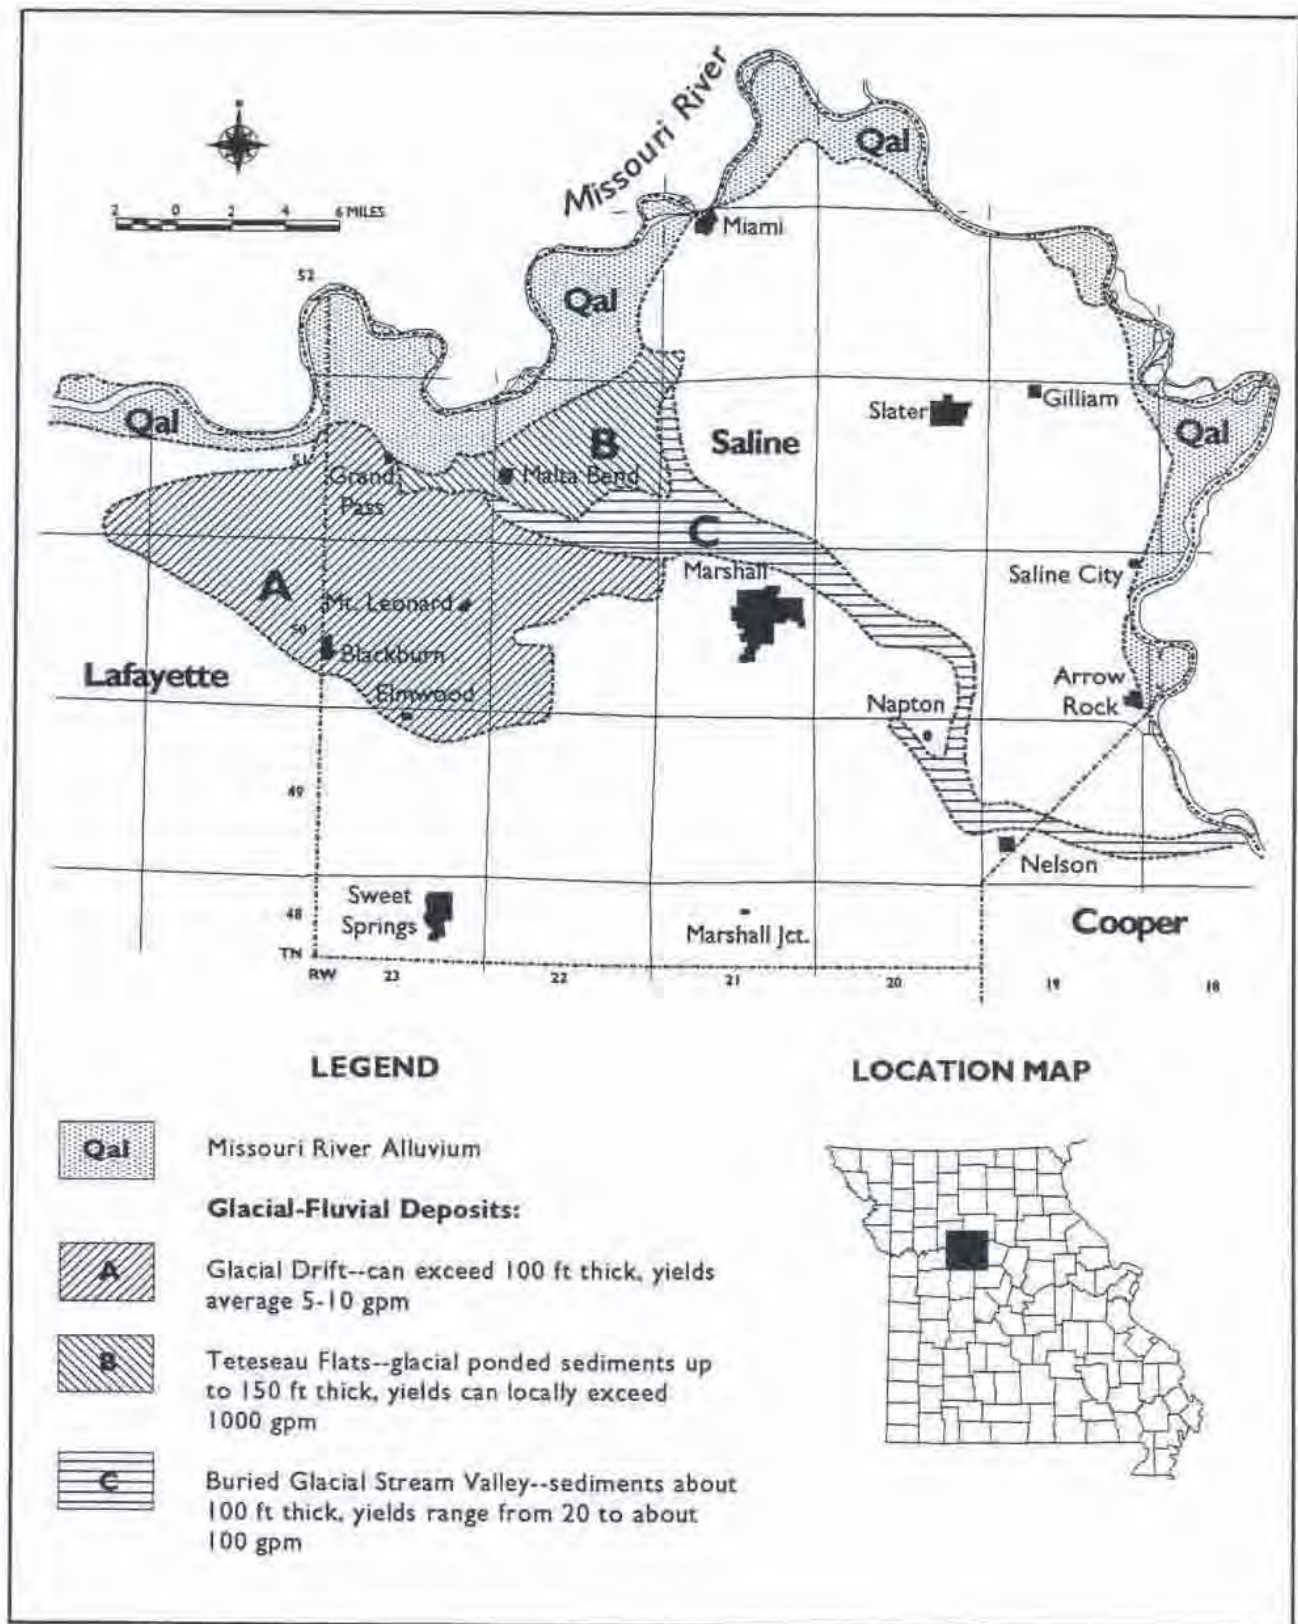 Missouri River
Qal
2 0 2 4 6 MILES
Miami
52
Qal
Qal
Slater
Gilliam
Qal
B
Saline
51
Grand
Pass
Malta Bend
C
A
Marshall
Saline City
Mt. Leonard
50
Blackburn
Lafayette
Elmwood
Arrow
Rock
Napton
49
Nelson
Sweet
Springs
48
Marshall Jct.
Cooper
TN
RW 23 22 21 20 19 18
LEGEND
Qal
Missouri River Alluvium
Glacial-Fluvial Deposits:
A
Glacial Drift--can exceed 100 ft thick, yields
average 5-10 gpm
B
Teteseau Flats--glacial ponded sediments up
to 150 ft thick, yields can locally exceed
1000 gpm
C
Buried Glacial Stream Valley--sediments about
100 ft thick, yields range from 20 to about
100 gpm
LOCATION MAP